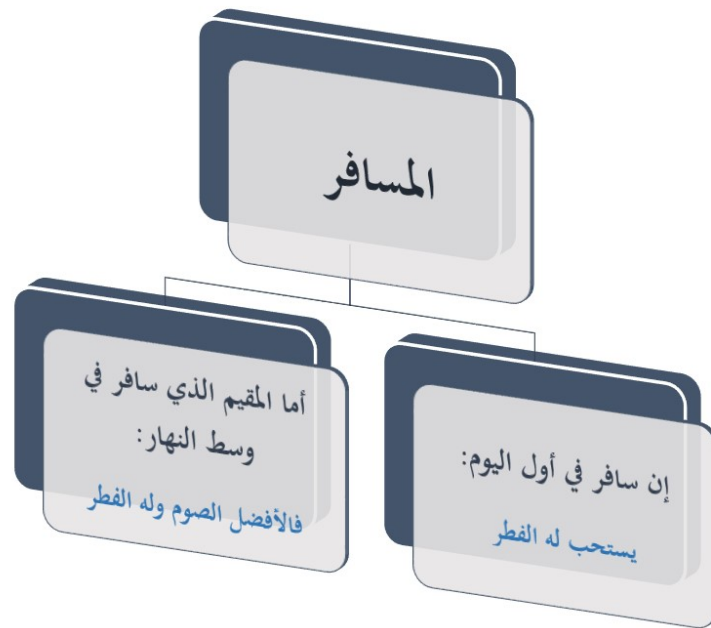 المسافر
إن سافر في أول اليوم:
يستحب له الفطر
أما المقيم الذي سافر في
وسط النهار:
فالأفضل الصوم وله الفطر